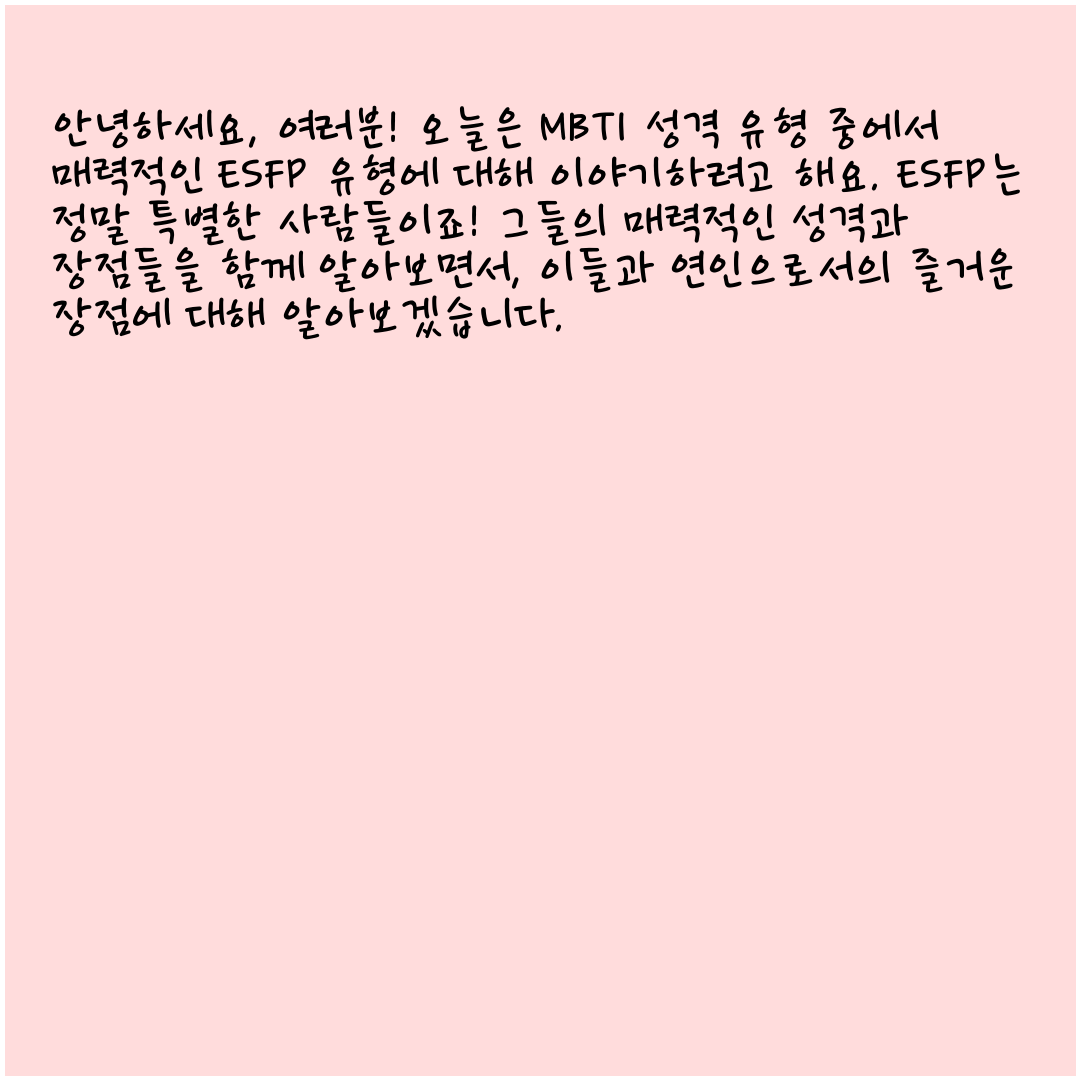 안녕하세요, 여러분! 오늘은 MBTI 성격 유형 중에서
매력적인 ESFP 유형에 대해 이야기하려고 해요. ESFP는
정말 특별한 사람들이죠! 그들의 매력적인 성격과
장점들을 함께 알아보면서, 이들과 연인으로서의 즐거운
장점에 대해 알아보겠습니다.